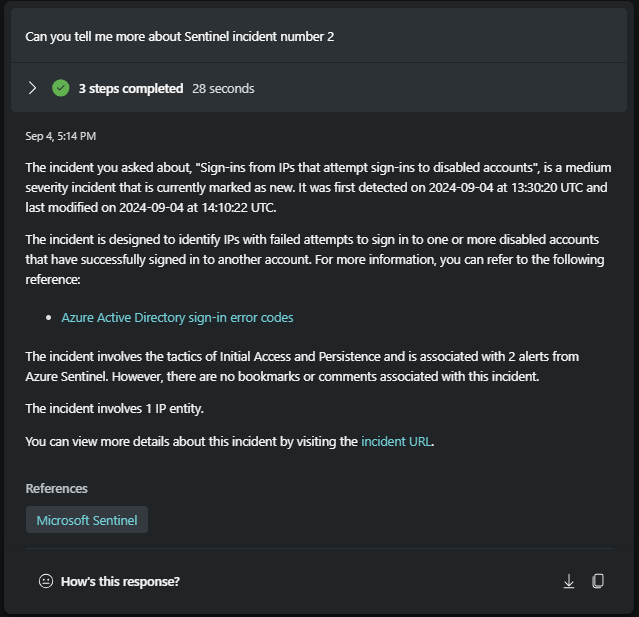 Can you tell me more about Sentinel incident number 2
3 steps completed 28 seconds
Sep 4, 5:14 PM
The incident you asked about, "Sign-ins from IPs that attempt sign-ins to disabled accounts", is a medium
severity incident that is currently marked as new. It was first detected on 2024-09-04 at 13:30:20 UTC and
last modified on 2024-09-04 at 14:10:22 UTC.
The incident is designed to identify IPs with failed attempts to sign in to one or more disabled accounts
that have successfully signed in to another account. For more information, you can refer to the following
reference:
• Azure Active Directory sign-in error codes
The incident involves the tactics of Initial Access and Persistence and is associated with 2 alerts from
Azure Sentinel. However, there are no bookmarks or comments associated with this incident.
The incident involves 1 IP entity.
You can view more details about this incident by visiting the incident URL.
References
Microsoft Sentinel
How's this response?